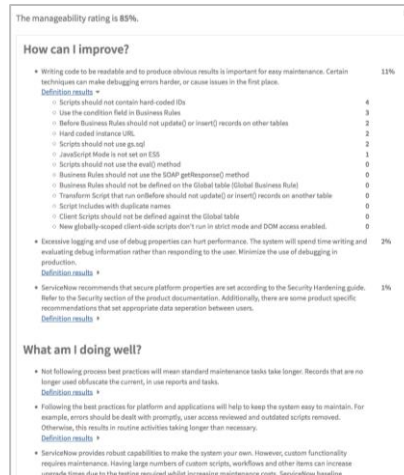 The manageability rating is 85%.
How can I improve?
• Writing code to be readable and to produce obvious results is important for easy maintenance. Certain 11%
techniques can make debugging errors harder, or cause issues in the first place.
Definition results
○ Scripts should not contain hard-coded IDs 4
○ Use the condition field in Business Rules 3
○ Before Business Rules should not update() or insert() records on other tables 2
○ Hard coded instance URL 2
○ Scripts should not use gs.sql 2
○ JavaScript Mode is not set on ES5 1
○ Scripts should not use the eval() method 0
○ Business Rules should not use the SOAP getResponse() method 0
○ Business Rules should not be defined on the Global table (Global Business Rule) 0
○ Transform Script that run onBefore should not update() or insert() records on another table 0
○ Script Includes with duplicate names 0
○ Client Scripts should not be defined against the Global table 0
○ New globally-scoped client-side scripts don't run in strict mode and DOM access enabled. 0
• Excessive logging and use of debug properties can hurt performance. The system will spend time writing and 2%
evaluating debug information rather than responding to the user. Minimize the use of debugging in
production.
Definition results
• ServiceNow recommends that secure platform properties are set according to the Security Hardening guide. 1%
Refer to the Security section of the product documentation. Additionally, there are some product specific
recommendations that set appropriate data seperation between users.
Definition results
What am I doing well?
• Not following process best practices will mean standard maintenance tasks take longer. Records that are no
longer used obfuscate the current, in use reports and tasks.
Definition results
• Following the best practices for platform and applications will help to keep the system easy to maintain. For
example, errors should be dealt with promptly, user access reviewed and outdated scripts removed.
Otherwise, this results in routine activities taking longer than necessary.
Definition results
• ServiceNow provides robust capabilities to make the system your own. However, custom functionality
requires maintenance. Having large numbers of custom scripts, workflows and other items can increase
upgrade times due to the testing required whilst increasing maintenance costs. ServiceNow baseline